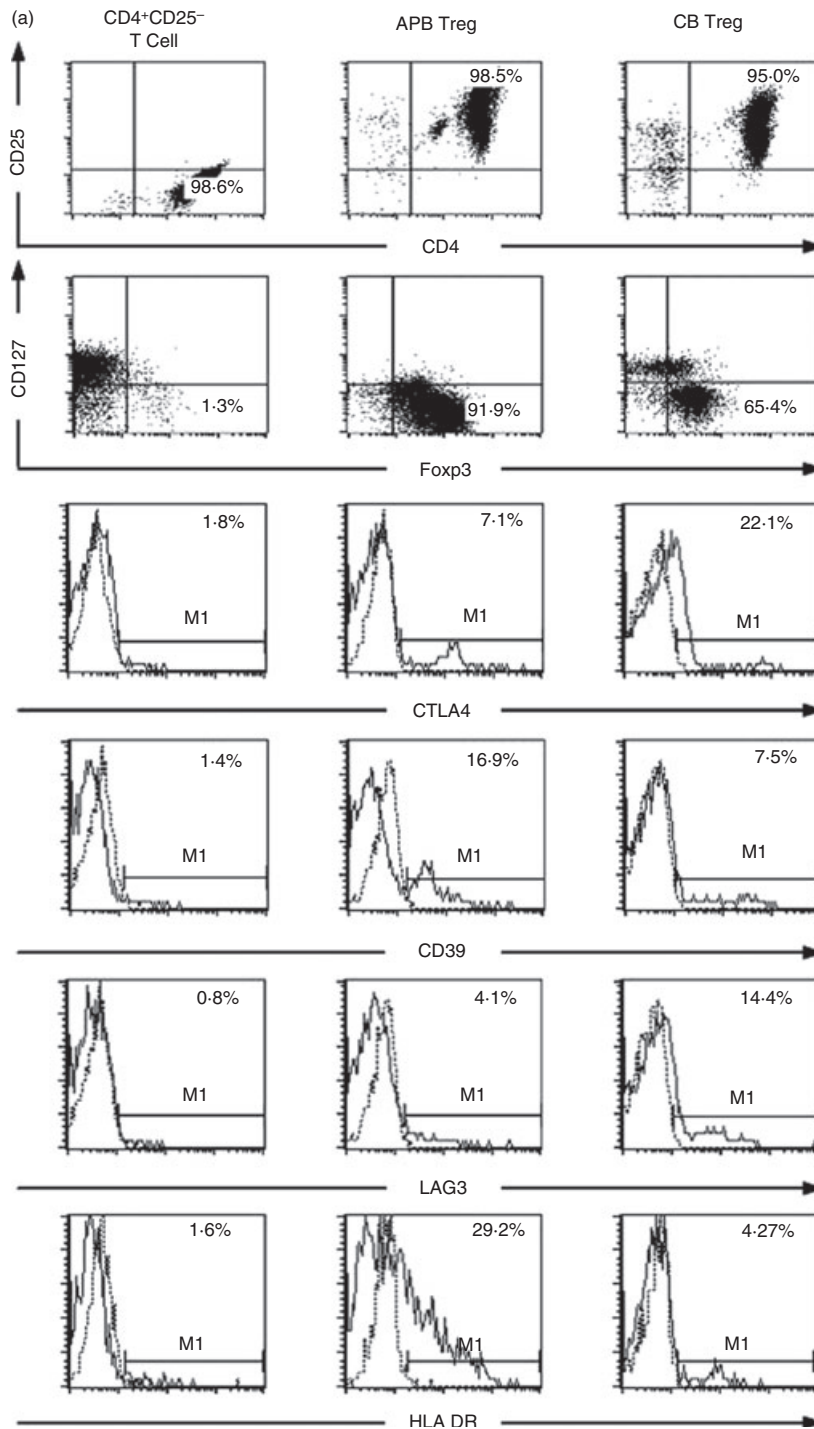 (a)
CD4+CD25−
T Cell
APB Treg
CB Treg
CD25
98·6%
98·5%
95·0%
CD4
CD127
1·3%
91·9%
65·4%
Foxp3
1·8%
M1
7·1%
M1
22·1%
M1
CTLA4
1·4%
M1
16·9%
M1
7·5%
M1
CD39
0·8%
M1
4·1%
M1
14·4%
M1
LAG3
1·6%
M1
29·2%
M1
4·27%
M1
HLA DR